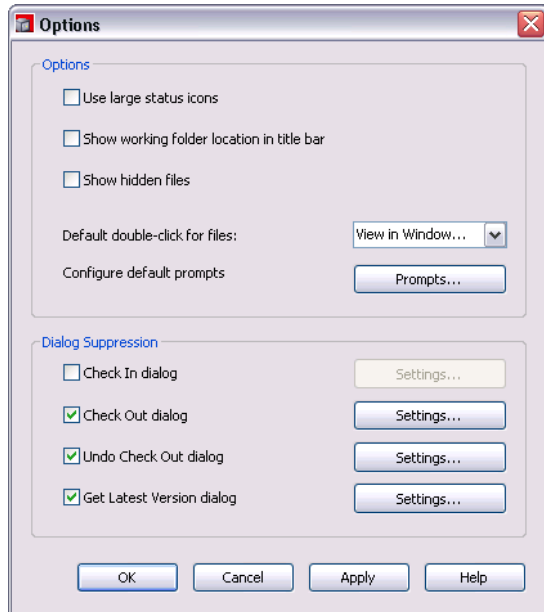 Options
Options
Use large status icons
Show working folder location in title bar
Show hidden files
Default double-click for files: View in Window...
Configure default prompts Prompts...
Dialog Suppression
Check In dialog Settings...
Check Out dialog Settings...
Undo Check Out dialog Settings...
Get Latest Version dialog Settings...
OK Cancel Apply Help